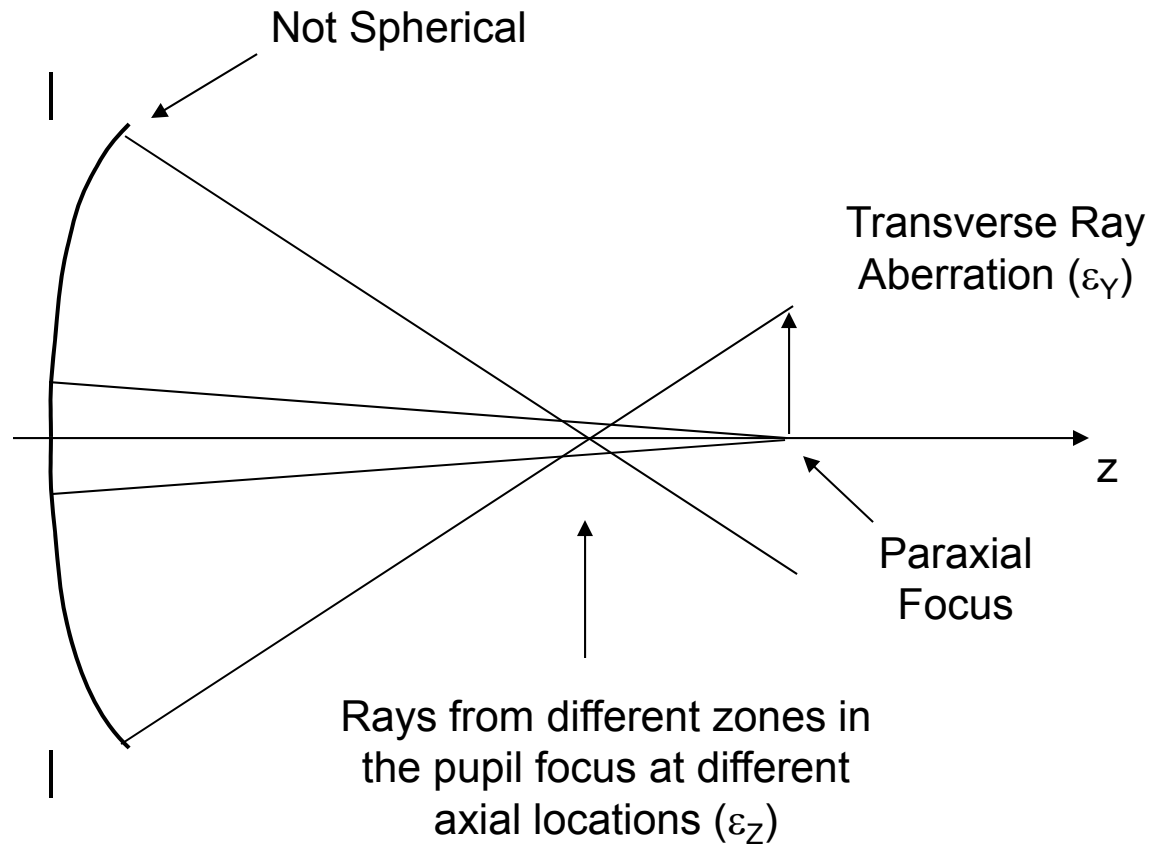 Not Spherical
Transverse Ray
Aberration (εY)
z
Paraxial
Focus
Rays from different zones in
the pupil focus at different
axial locations (εZ)